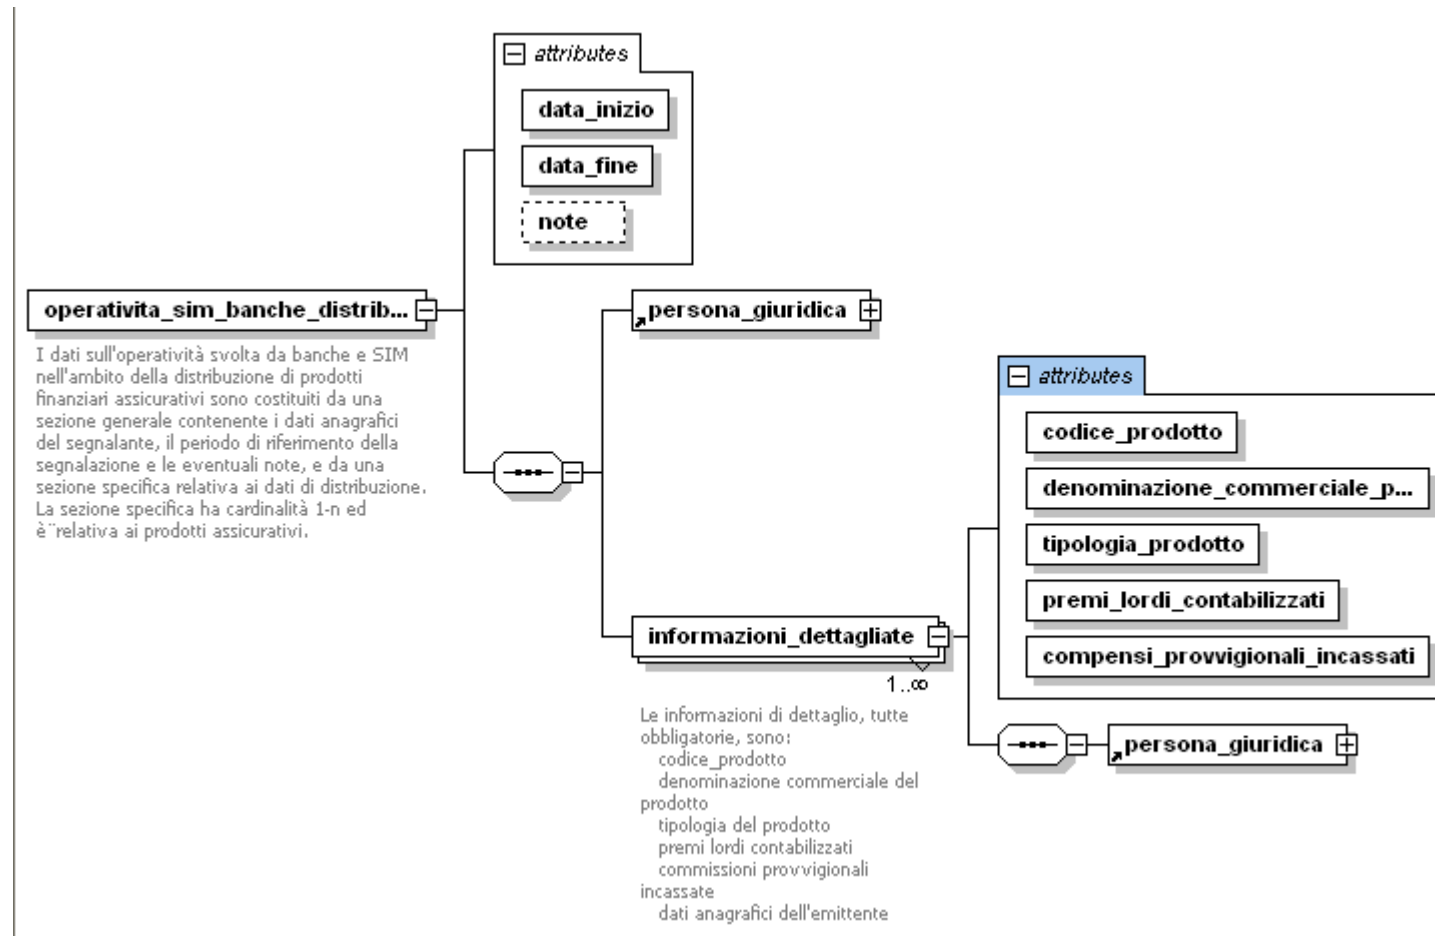 attributes
data_inizio
data_fine
note
operativita_sim_banche_distrib...
I dati sull'operatività svolta da banche e SIM
nell'ambito della distribuzione di prodotti
finanziari assicurativi sono costituiti da una
sezione generale contenente i dati anagrafici
del segnalante, il periodo di riferimento della
segnalazione e le eventuali note, e da una
sezione specifica relativa ai dati di distribuzione.
La sezione specifica ha cardinalità 1-n ed
è¨relativa ai prodotti assicurativi.
persona_giuridica
informazioni_dettagliate
1..∞
Le informazioni di dettaglio, tutte
obbligatorie, sono:
codice_prodotto
denominazione commerciale del
prodotto
tipologia del prodotto
premi lordi contabilizzati
commissioni provvigionali
incassate
dati anagrafici dell'emittente
attributes
codice_prodotto
denominazione_commerciale_p...
tipologia_prodotto
premi_lordi_contabilizzati
compensi_provvigionali_incassati
persona_giuridica